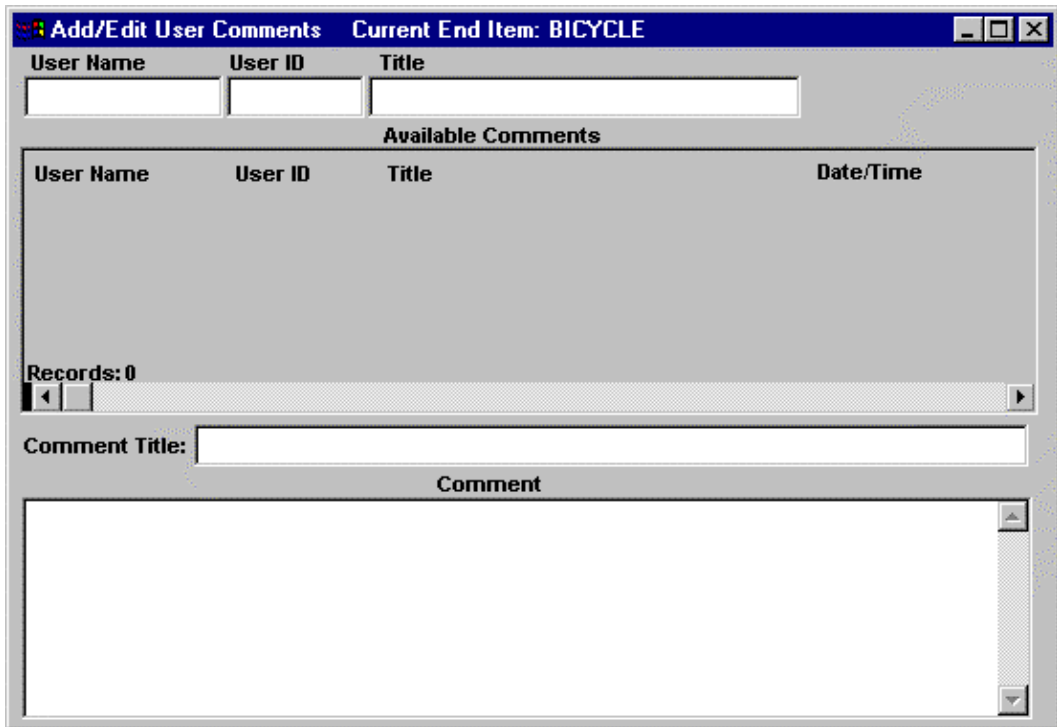 Add/Edit User Comments Current End Item: BICYCLE
User Name User ID Title
Available Comments
User Name User ID Title Date/Time
Records: 0
Comment Title:
Comment